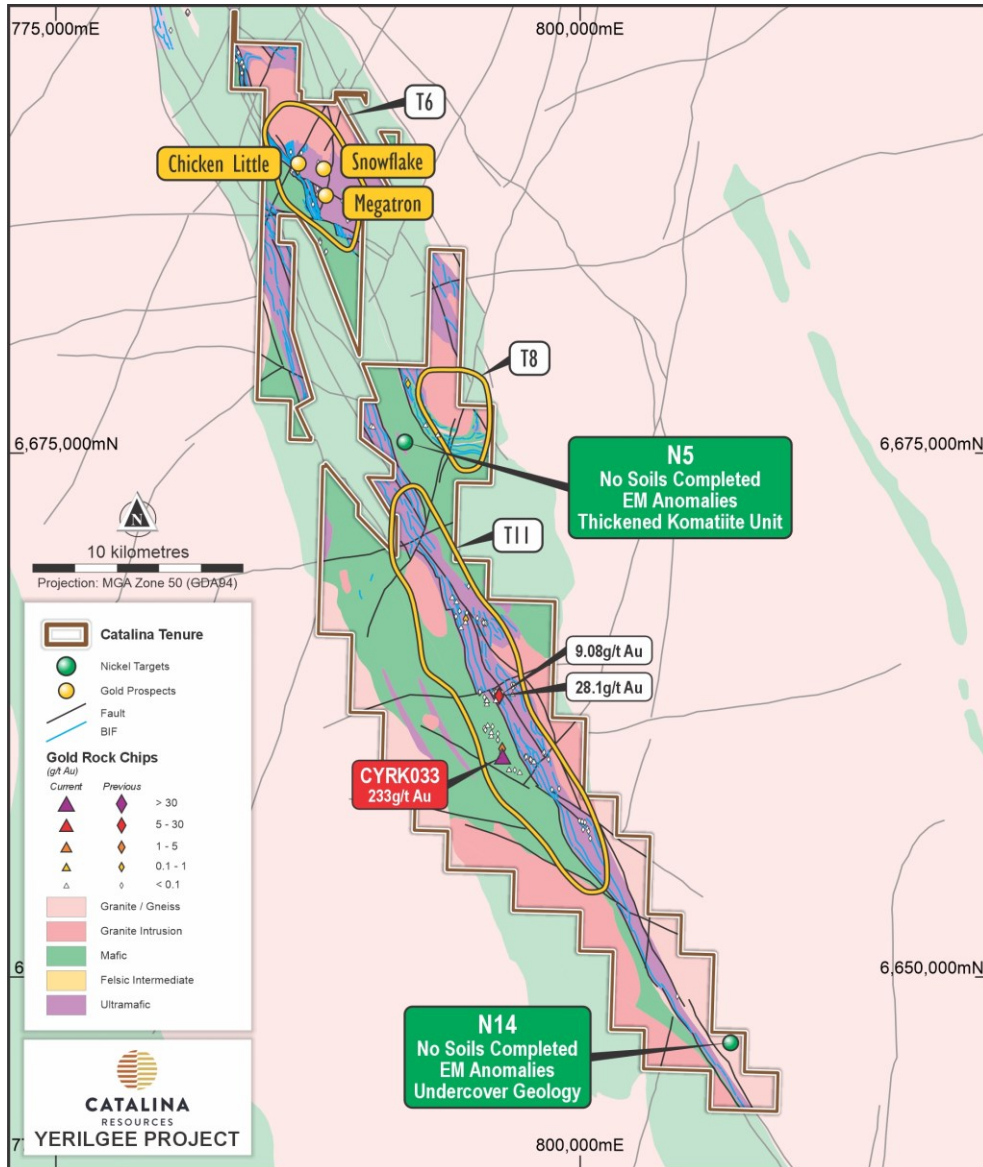 775,000mE
800,000mE
T6
Chicken Little
Snowflake
Megatron
T8
6,675,000mN
6,675,000mN
N5
No Soils Completed
EM Anomalies
Thickened Komatiite Unit
N
10 kilometres
Projection: MGA Zone 50 (GDA94)
T11
Catalina Tenure
Nickel Targets
Gold Prospects
Fault
BIF
Gold Rock Chips
(g/t Au)
Current
Previous
> 30
5 - 30
1 - 5
0.1 - 1
< 0.1
Granite / Gneiss
Granite Intrusion
Mafic
Felsic Intermediate
Ultramafic
9.08g/t Au
28.1g/t Au
CYRK033
233g/t Au
6,650,000mN
N14
No Soils Completed
EM Anomalies
Undercover Geology
CATALINA
RESOURCES
YERILGEE PROJECT
800,000mE